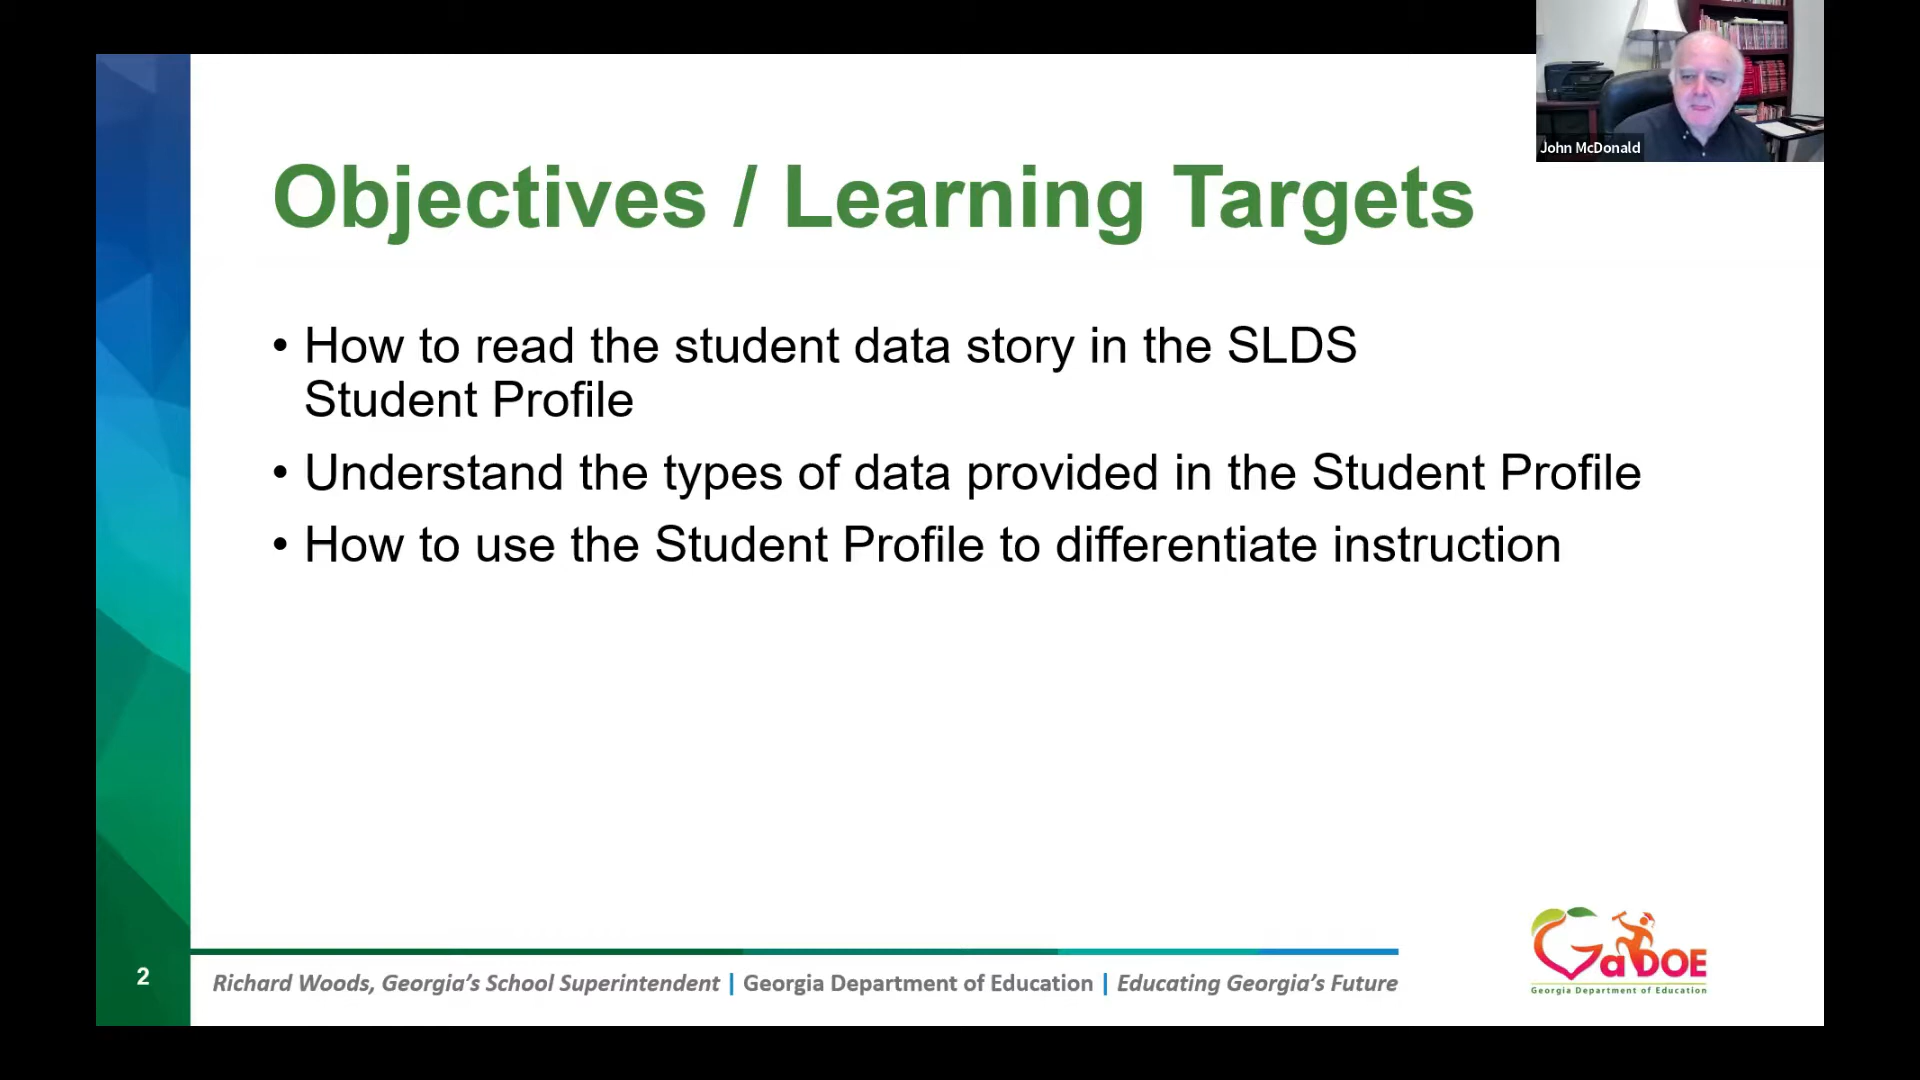 John McDonald
Objectives / Learning Targets
• How to read the student data story in the SLDS
Student Profile
• Understand the types of data provided in the Student Profile
• How to use the Student Profile to differentiate instruction
2
Richard Woods, Georgia’s School Superintendent | Georgia Department of Education | Educating Georgia’s Future
GaDOE
Georgia Department of Education